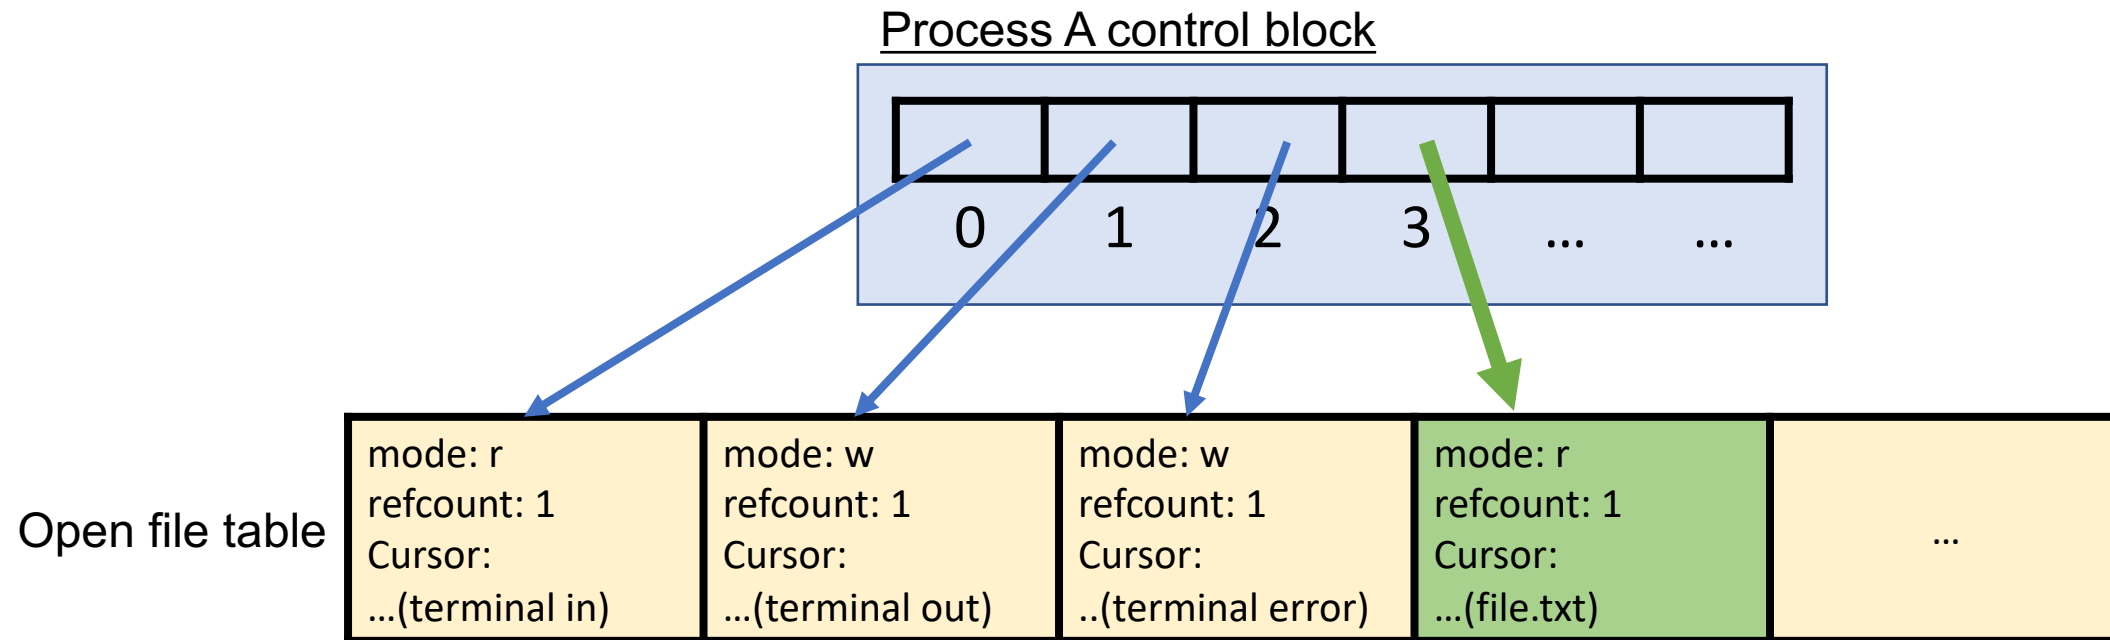 Process A control block
0 1 2 3 ... ...
Open file table
mode: r
refcount: 1
Cursor:
...(terminal in)
mode: w
refcount: 1
Cursor:
...(terminal out)
mode: w
refcount: 1
Cursor:
..(terminal error)
mode: r
refcount: 1
Cursor:
...(file.txt)
...